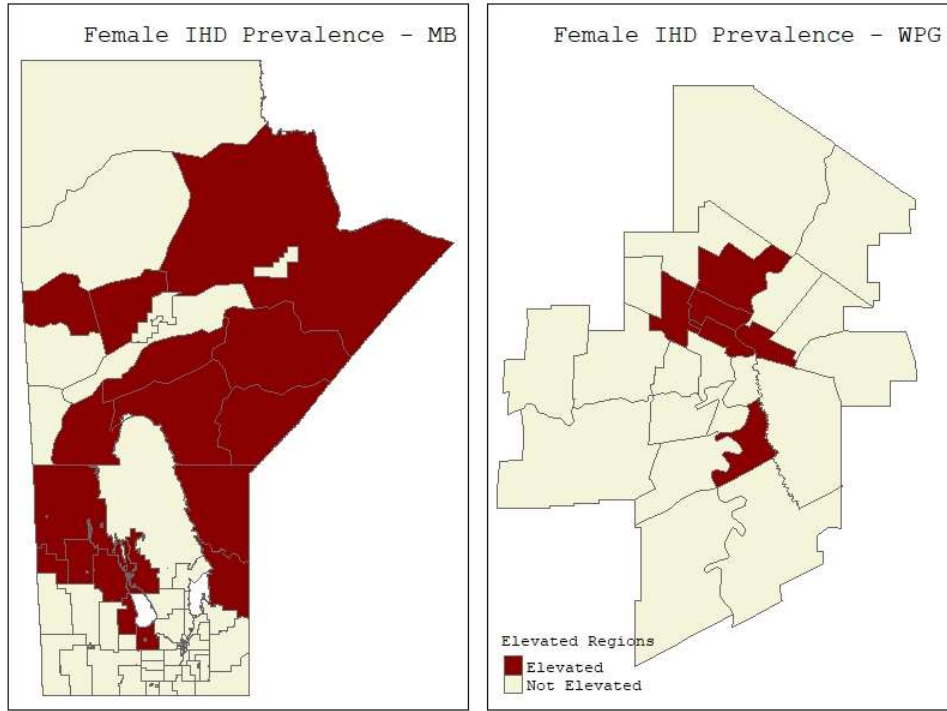 Female IHD Prevalence - MB
Female IHD Prevalence - WPG
Elevated Regions
Elevated
Not Elevated